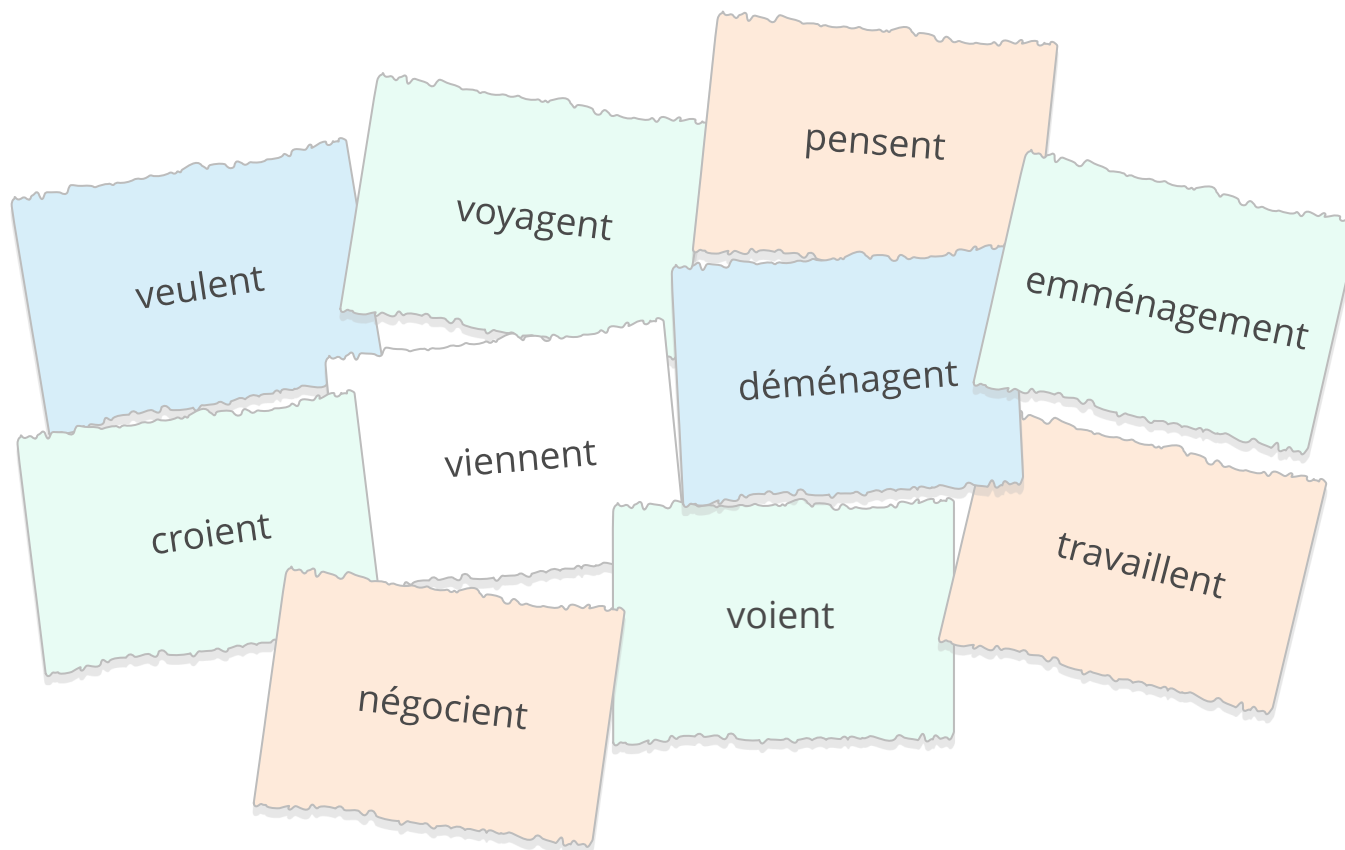 pensent
voyagent
veulent
emménagement
déménagent
viennent
croient
travaillent
voient
négocient